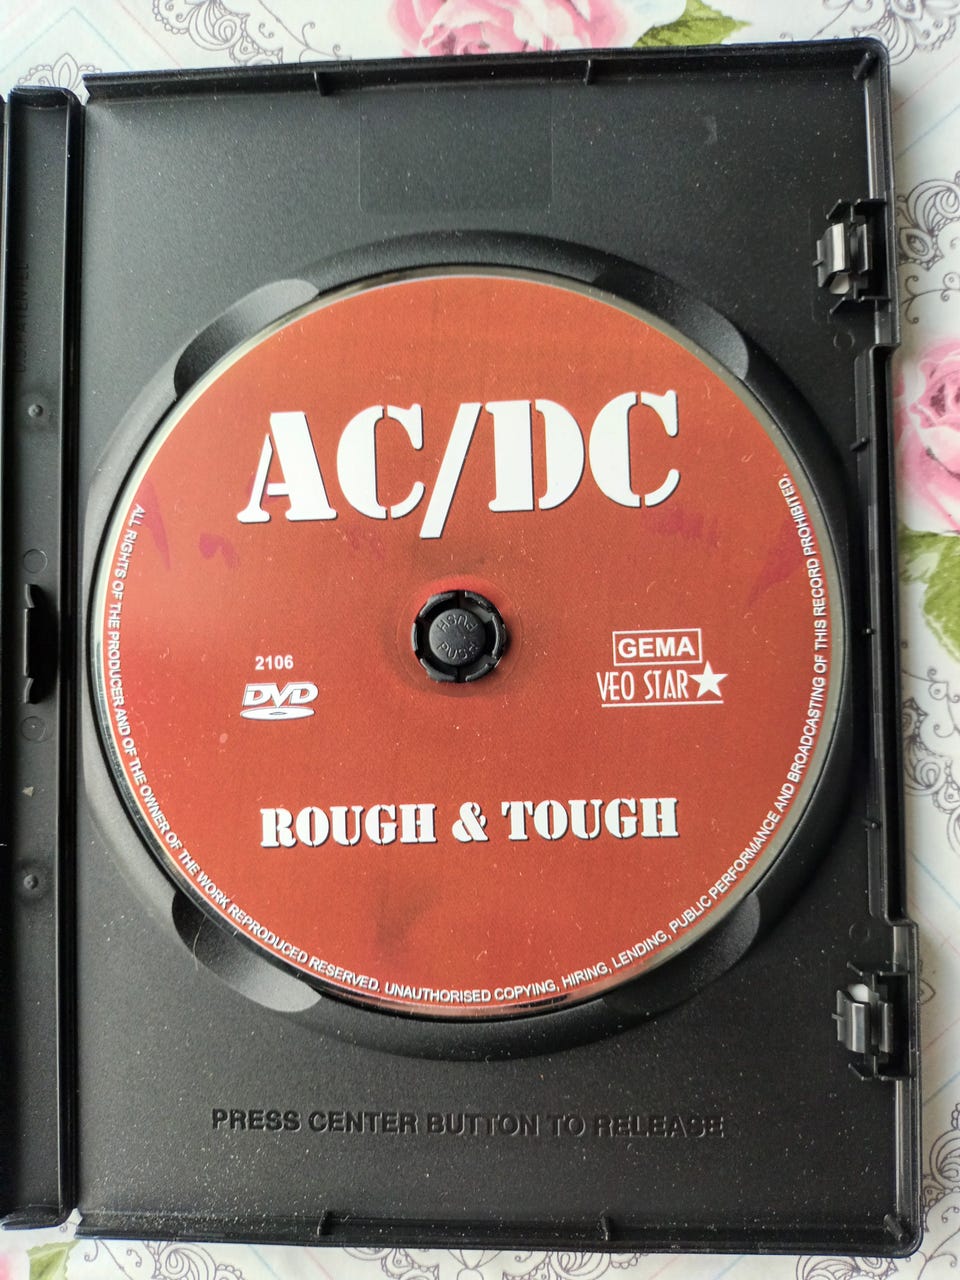 AC/DC
2106
DVD
GEMA
VEO STAR
ROUGH & TOUGH
ALL RIGHTS OF THE PRODUCER AND OF THE OWNER OF THE WORK REPRODUCED RESERVED. UNAUTHORISED COPYING, HIRING, LENDING, PUBLIC PERFORMANCE AND BROADCASTING OF THIS RECORD PROHIBITED.
PUSH
PUSH
PRESS CENTER BUTTON TO RELEASE